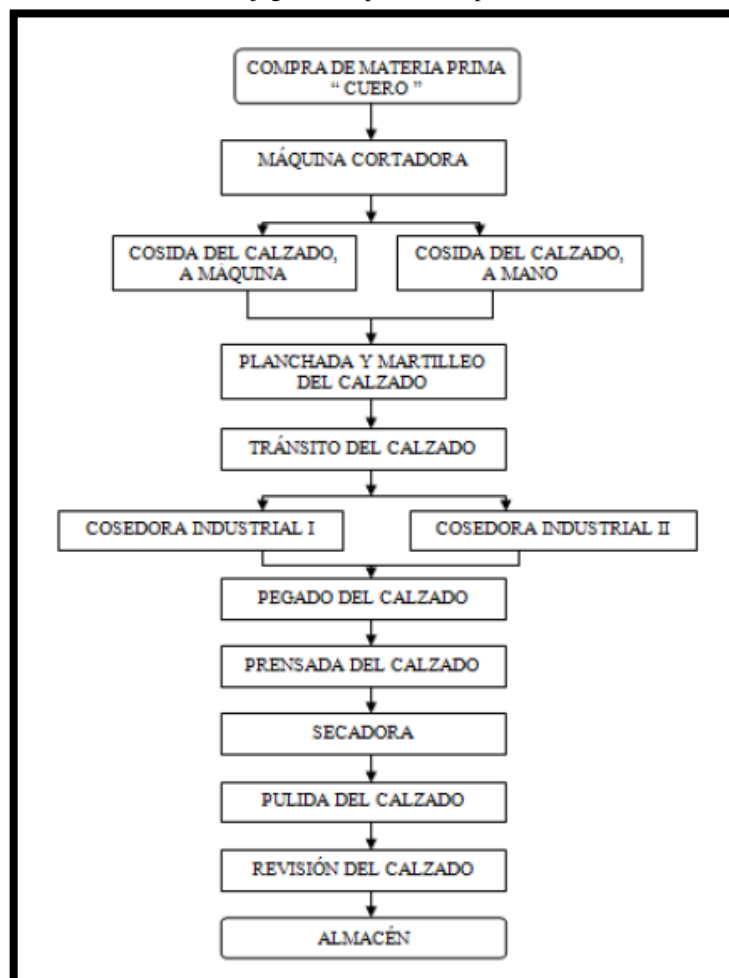 COMPRA DE MATERIA PRIMA
“ CUERO ”
MÁQUINA CORTADORA
COSIDA DEL CALZADO,
A MÁQUINA
COSIDA DEL CALZADO,
A MANO
PLANCHADA Y MARTILLEO
DEL CALZADO
TRÁNSITO DEL CALZADO
COSEDORA INDUSTRIAL I
COSEDORA INDUSTRIAL II
PEGADO DEL CALZADO
PRENSADA DEL CALZADO
SECADORA
PULIDA DEL CALZADO
REVISIÓN DEL CALZADO
ALMACÉN